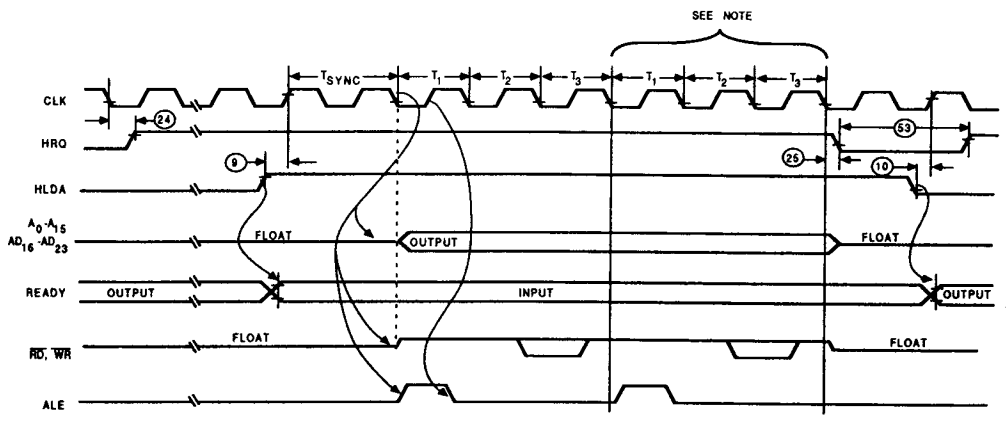 SEE NOTE
TSYNC T1 T2 T3 T1 T2 T3
CLK
24
HRQ
53
9
25
10
HLDA
A0-A15
AD16-AD23
FLOAT
OUTPUT
FLOAT
READY
OUTPUT
INPUT
OUTPUT
FLOAT
FLOAT
RD, WR
ALE